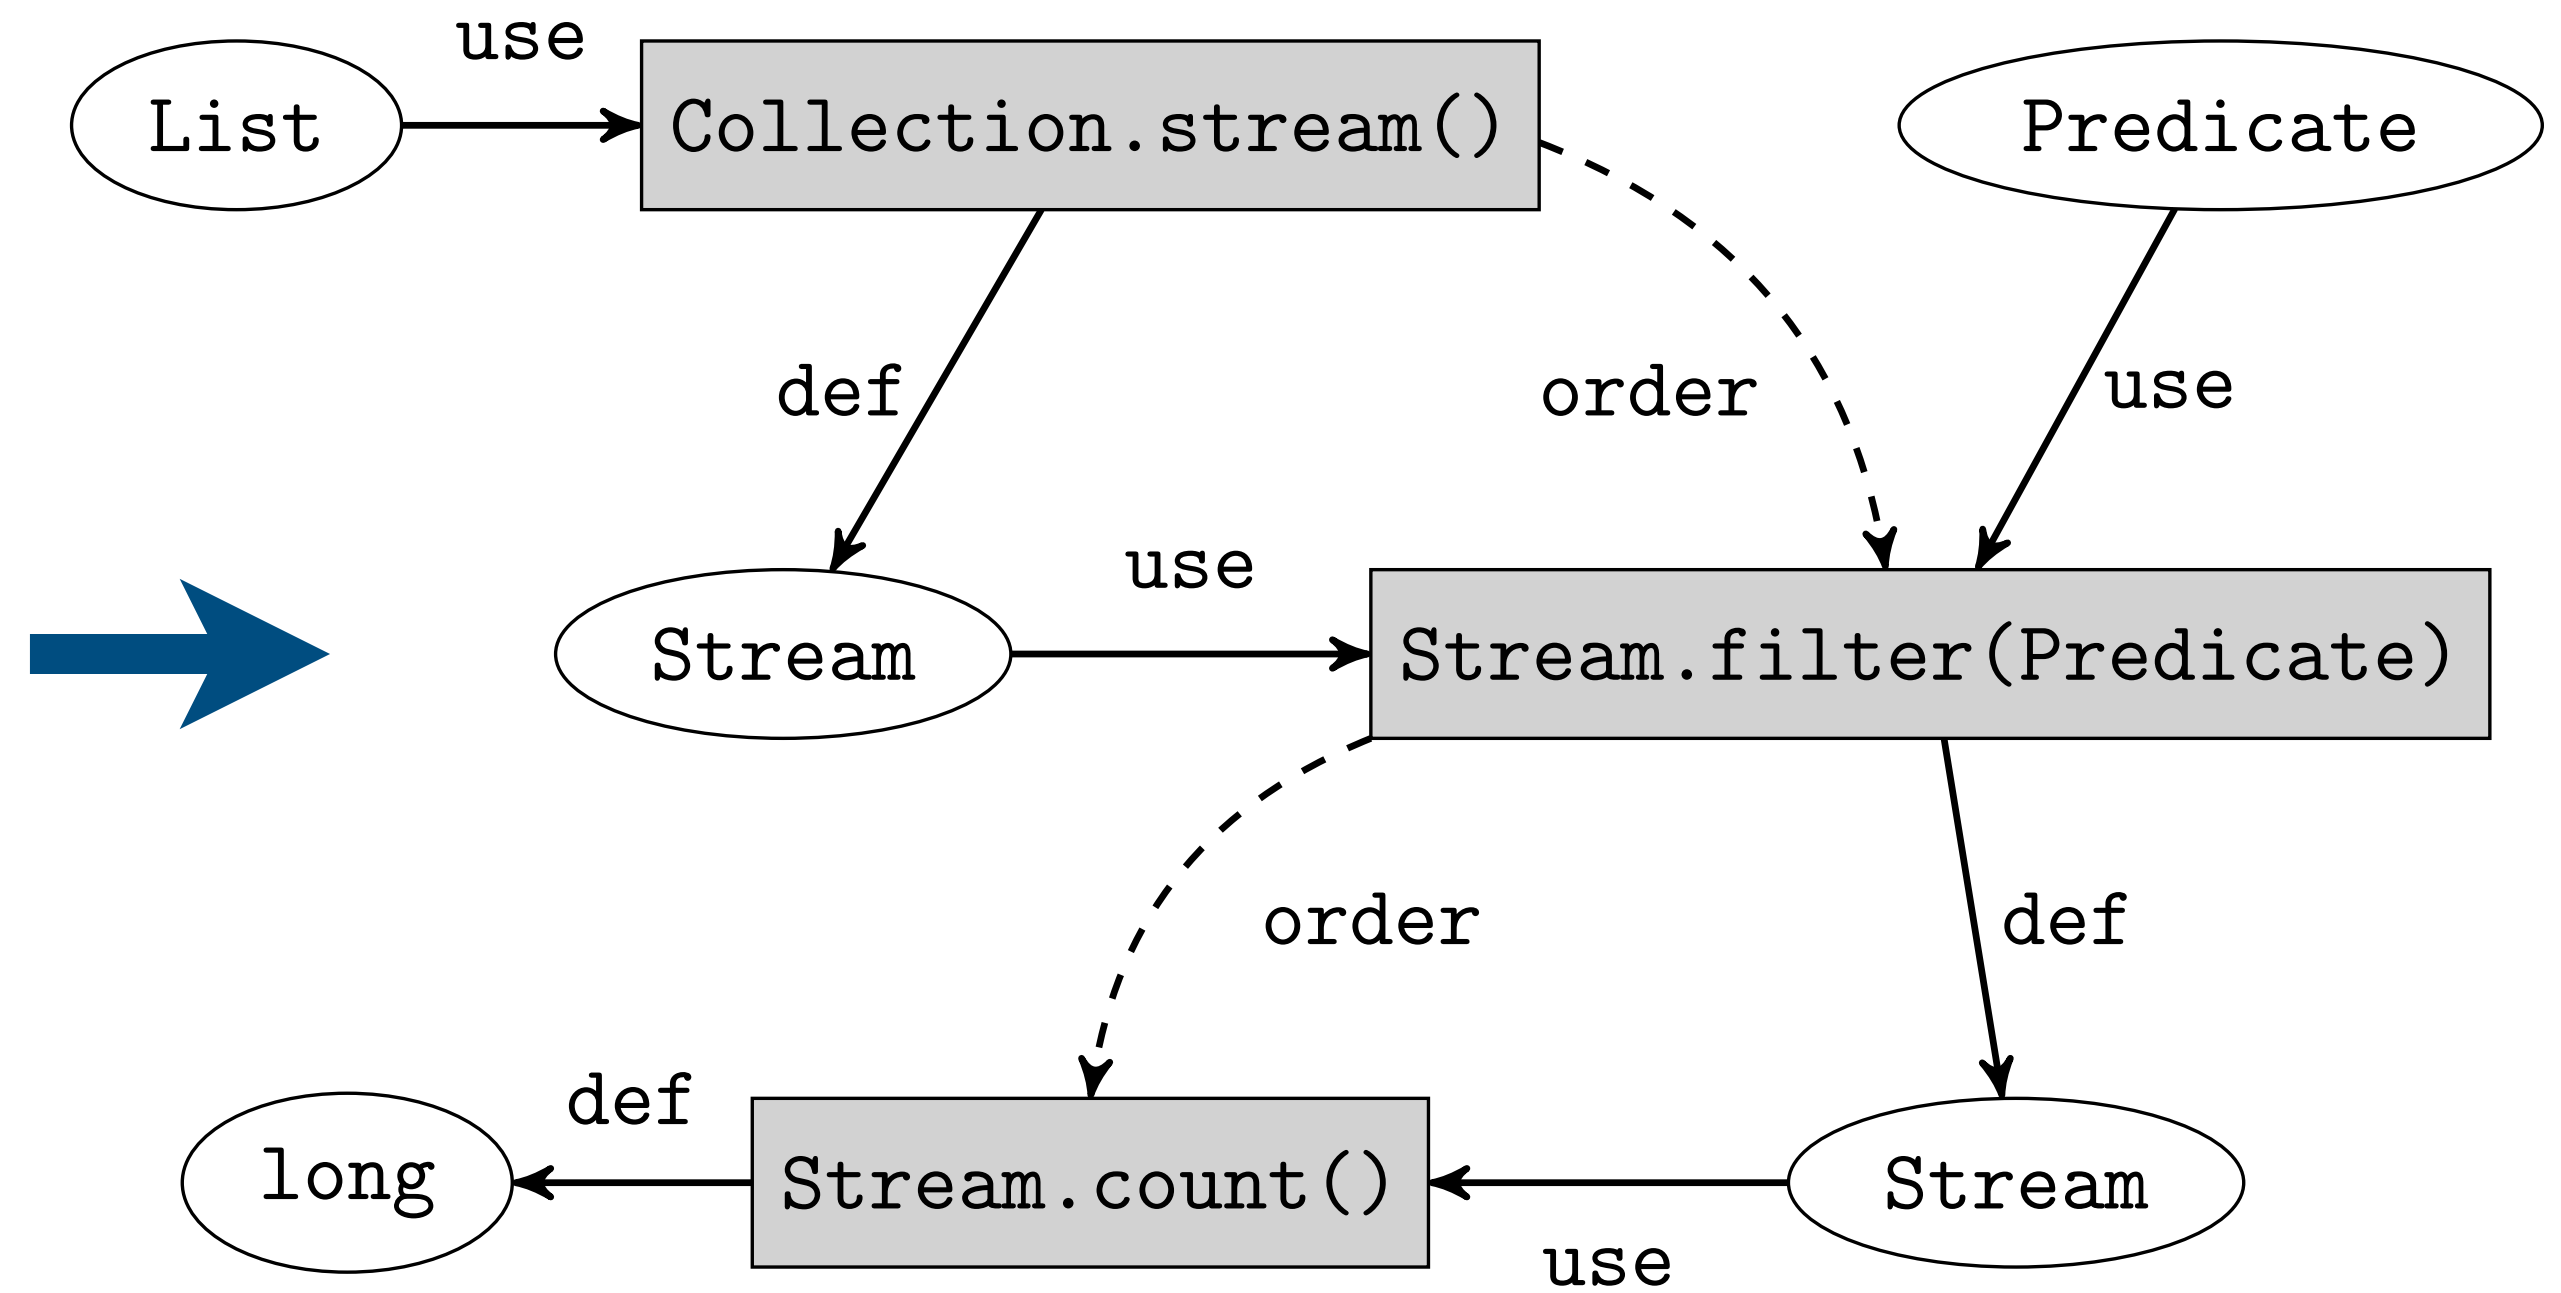 use
List
Collection.stream()
Predicate
def
order
use
use
Stream
Stream.filter(Predicate)
order
def
def
long
Stream.count()
Stream
use